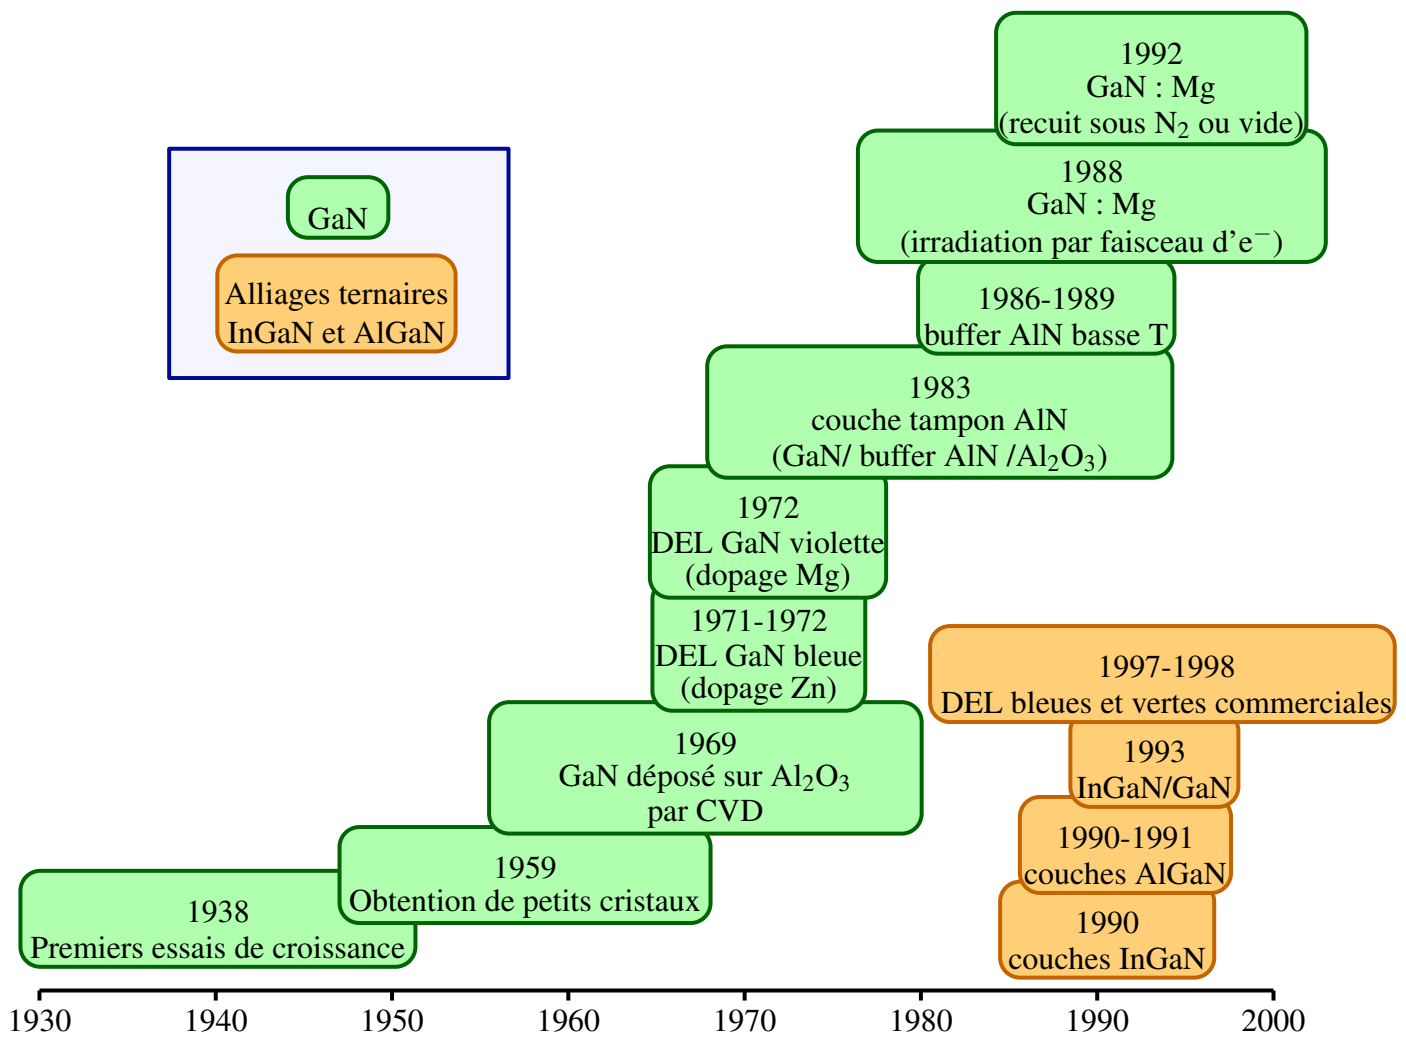 1992
GaN : Mg
(recuit sous N₂ ou vide)
1988
GaN : Mg
(irradiation par faisceau d'e⁻)
GaN
Alliages ternaires
InGaN et AlGaN
1986-1989
buffer AlN basse T
1983
couche tampon AlN
(GaN/ buffer AlN /Al₂O₃)
1972
DEL GaN violette
(dopage Mg)
1971-1972
DEL GaN bleue
(dopage Zn)
1969
GaN déposé sur Al₂O₃
par CVD
1959
Obtention de petits cristaux
1938
Premiers essais de croissance
1997-1998
DEL bleues et vertes commerciales
1993
InGaN/GaN
1990-1991
couches AlGaN
1990
couches InGaN
1930 1940 1950 1960 1970 1980 1990 2000